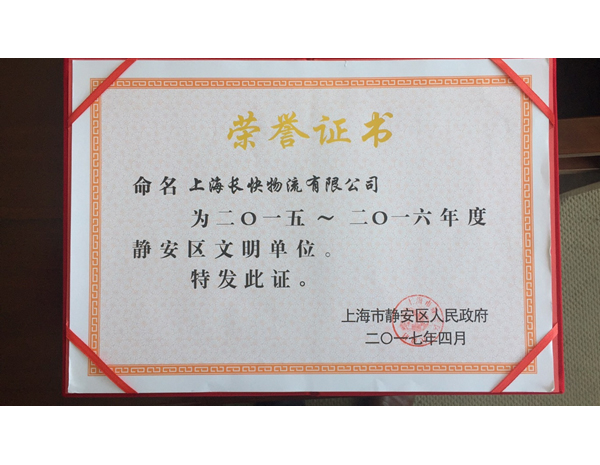 荣誉证书
命名 上海长快物流有限公司
为二〇一五～二〇一六年度
静安区文明单位。
特发此证。
上海市静安区人民政府
二〇一七年四月